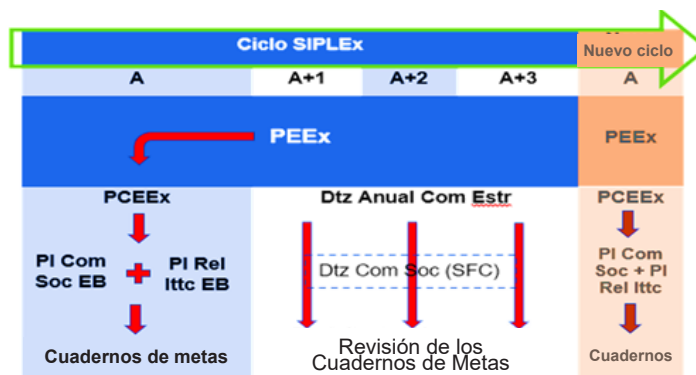 Ciclo SIPLEx
Nuevo ciclo
A A+1 A+2 A+3 A
PEEx PEEx
PCEEx Dtz Anual Com Estr PCEEx
PI Com
Soc EB
PI Rel
Ittc EB
Dtz Com Soc (SFC)
PI Com
Soc + PI
Rel Ittc
Cuadernos de metas
Revisión de los
Cuadernos de Metas
Cuadernos